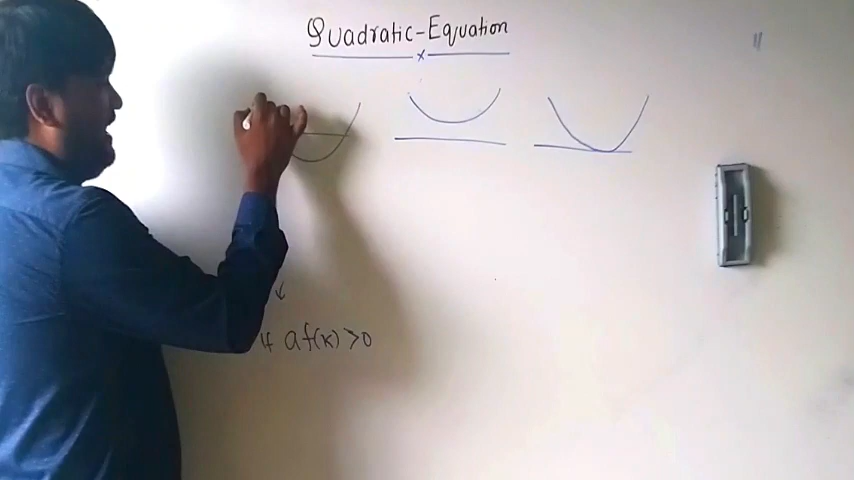 Quadratic-Equation
x
If af(k) >0